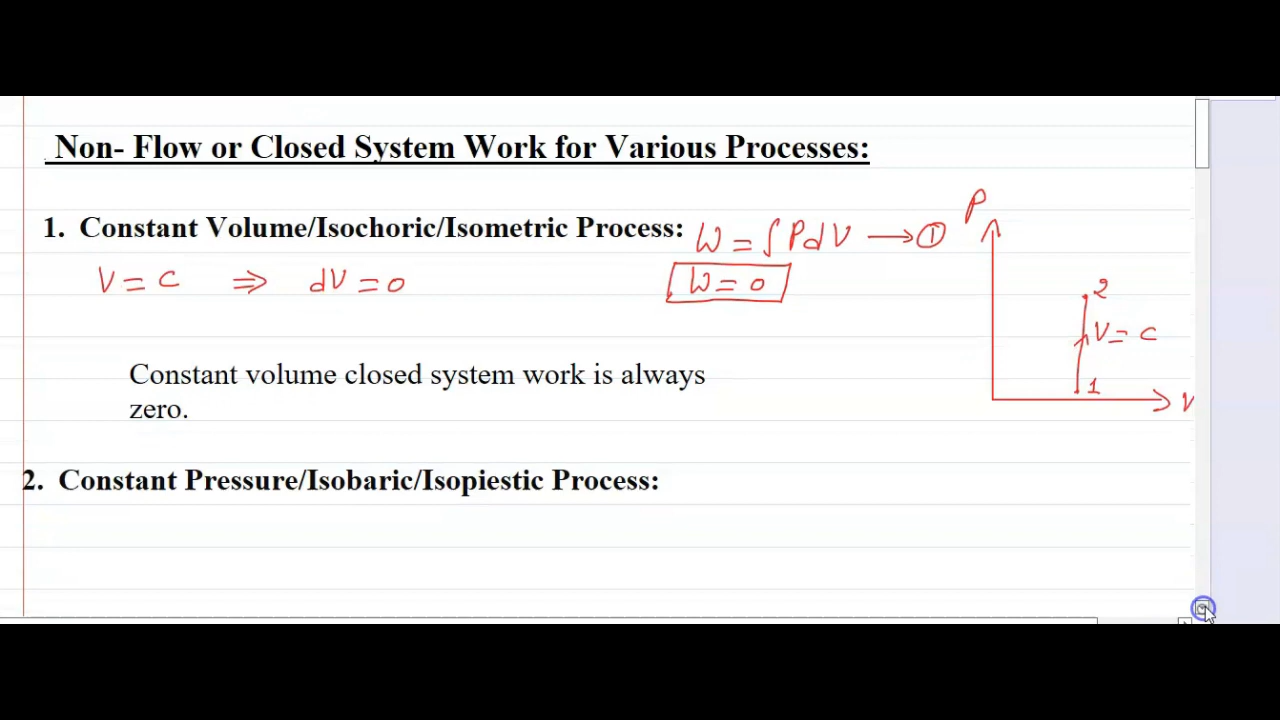 Non- Flow or Closed System Work for Various Processes:
1. Constant Volume/Isochoric/Isometric Process: W = ∫ P dV → ①
V = C ⇒ dV = 0
W = 0
P
2
V = C
1
V
Constant volume closed system work is always
zero.
2. Constant Pressure/Isobaric/Isopiestic Process: